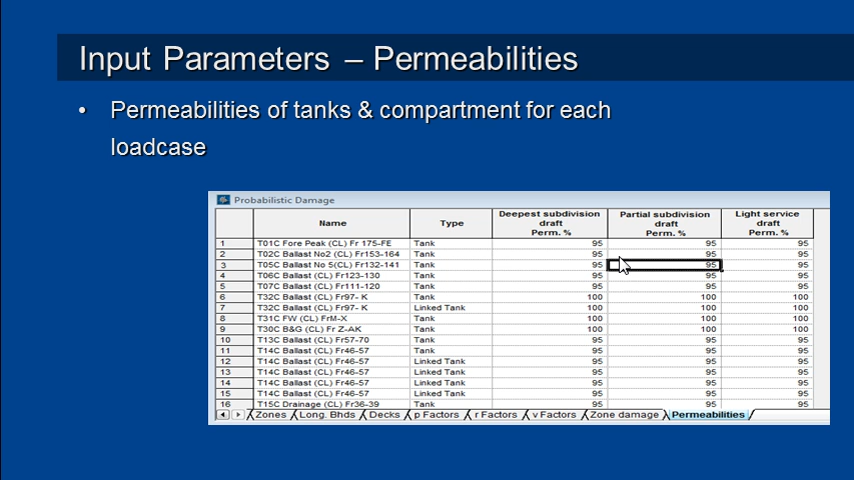 Input Parameters – Permeabilities
• Permeabilities of tanks & compartment for each
loadcase
Probabilistic Damage
Name Type Deepest subdivision draft Perm. % Partial subdivision draft Perm. % Light service draft Perm. %
1 T01C Fore Peak (CL) Fr 175-FE Tank 95 95 95
2 T02C Ballast No2 (CL) Fr153-164 Tank 95 95 95
3 T05C Ballast No 5(CL) Fr132-141 Tank 95 95 95
4 T06C Ballast (CL) Fr123-130 Tank 95 95 95
5 T07C Ballast (CL) Fr111-120 Tank 95 95 95
6 T32C Ballast (CL) Fr97- K Tank 100 100 100
7 T32C Ballast (CL) Fr97- K Linked Tank 100 100 100
8 T31C FW (CL) FrM-X Tank 100 100 100
9 T30C B&G (CL) Fr Z-AK Tank 100 100 100
10 T13C Ballast (CL) Fr57-70 Tank 95 95 95
11 T14C Ballast (CL) Fr46-57 Tank 95 95 95
12 T14C Ballast (CL) Fr46-57 Linked Tank 95 95 95
13 T14C Ballast (CL) Fr46-57 Linked Tank 95 95 95
14 T14C Ballast (CL) Fr46-57 Linked Tank 95 95 95
15 T14C Ballast (CL) Fr46-57 Linked Tank 95 95 95
16 T15C Drainage (CL) Fr36-39 Tank 95 95 95
Zones Long. Bhds Decks p Factors r Factors v Factors Zone damage Permeabilities